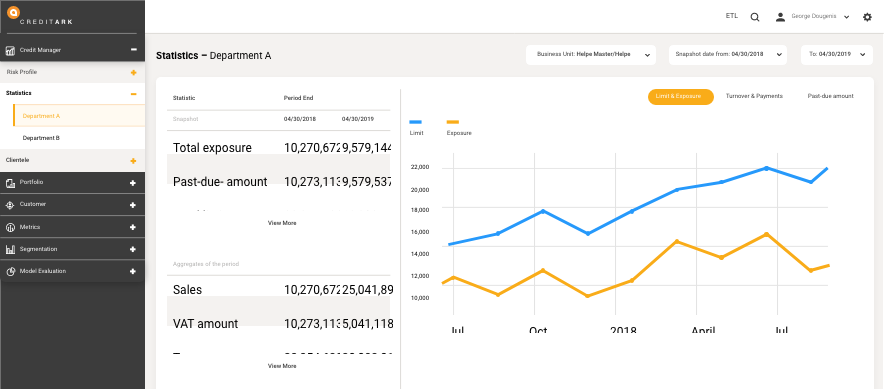 CREDITARK
ETL
George Dougenis
Credit Manager
Risk Profile
Statistics
Department A
Department B
Clientele
Portfolio
Customer
Metrics
Segmentation
Model Evaluation
Statistics – Department A
Business Unit: Helpe Master/Helpe
Snapshot date from: 04/30/2018
To: 04/30/2019
Statistic Period End
Snapshot 04/30/2018 04/30/2019
Total exposure 10,270,672 9,579,144
Past-due- amount 10,273,113 9,579,537
View More
Aggregates of the period
Sales 10,270,672 25,041,89
VAT amount 10,273,113 5,041,118
View More
Limit & Exposure Turnover & Payments Past-due amount
Limit Exposure
22,000
20,000
18,000
16,000
14,000
12,000
10,000
Jul Oct 2018 April Jul